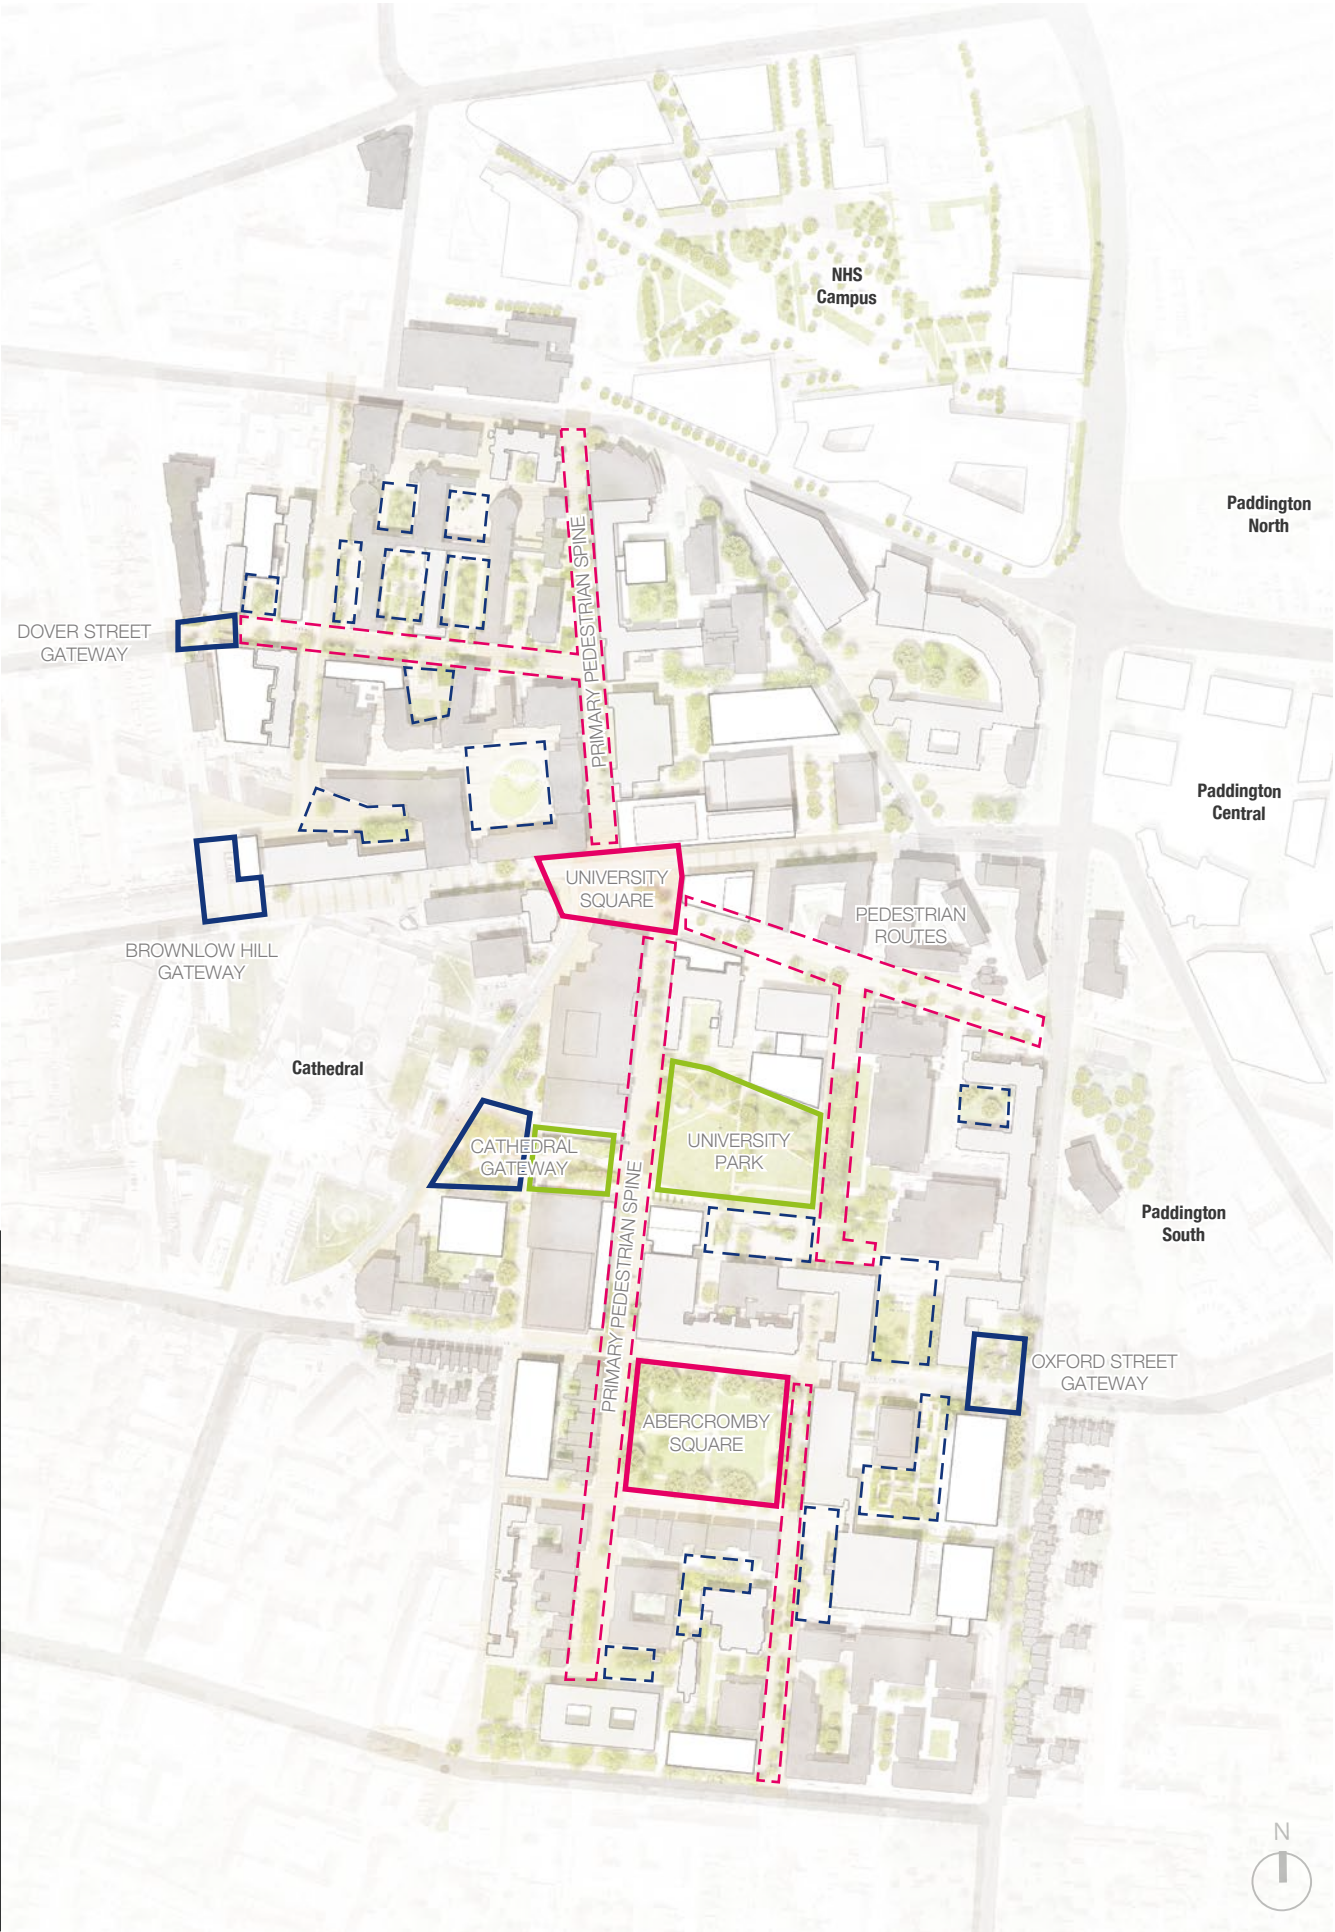 NHS
Campus
Paddington
North
PRIMARY PEDESTRIAN SPINE
DOVER STREET
GATEWAY
Paddington
Central
UNIVERSITY
SQUARE
PEDESTRIAN
ROUTES
BROWNLOW HILL
GATEWAY
Cathedral
CATHEDRAL
GATEWAY
UNIVERSITY
PARK
PRIMARY PEDESTRIAN SPINE
Paddington
South
OXFORD STREET
GATEWAY
ABERCROMBY
SQUARE
N